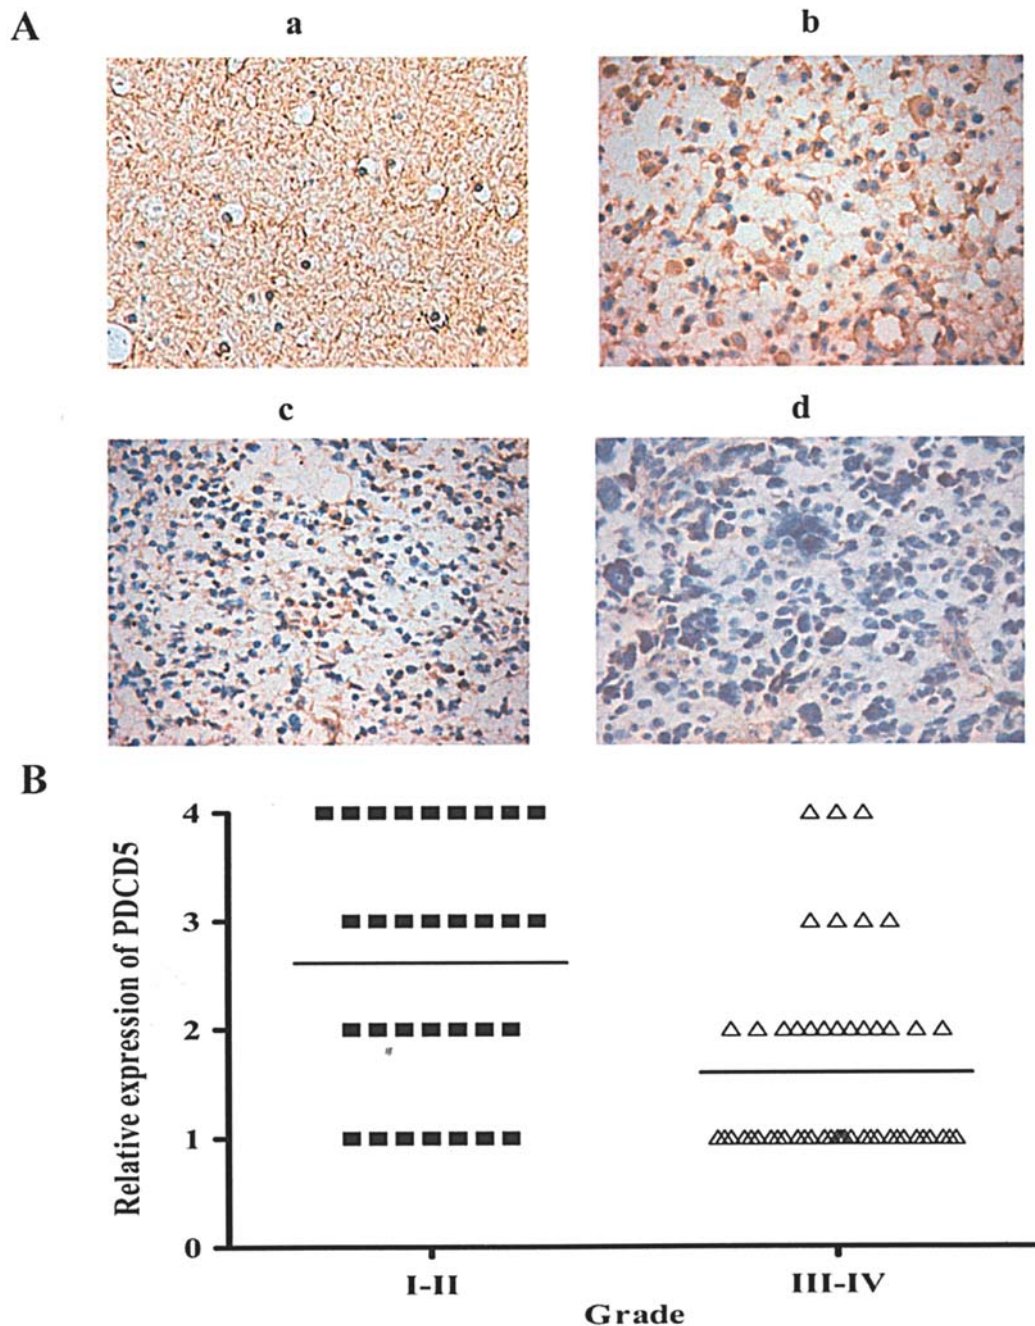 A
a
b
c
d
B
Relative expression of PDCD5
4
3
2
1
0
I-II
III-IV
Grade